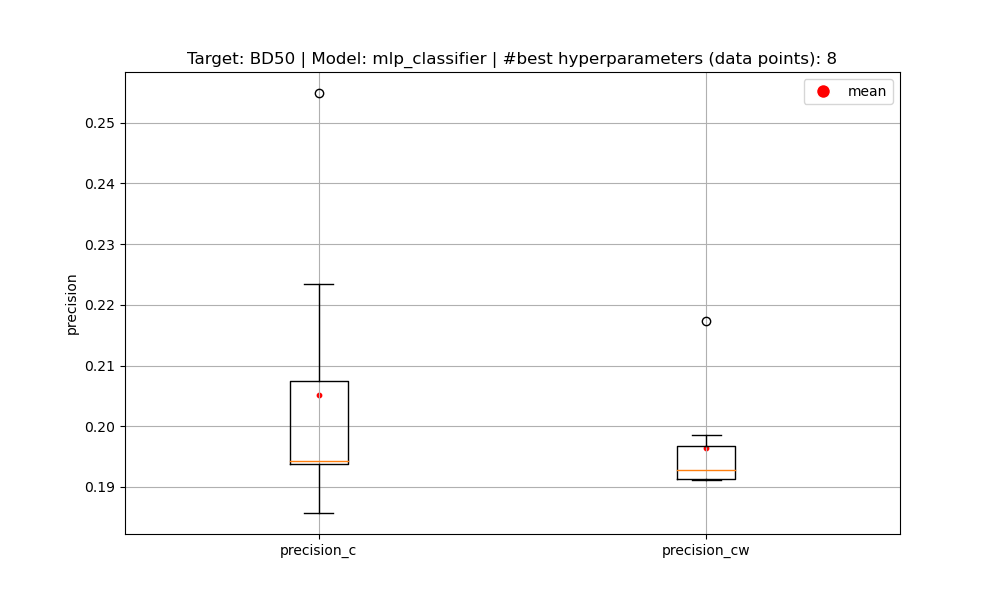 Target: BD50 | Model: mlp_classifier | #best hyperparameters (data points): 8
mean
0.25
0.24
0.23
0.22
0.21
0.20
0.19
precision
precision_c
precision_cw